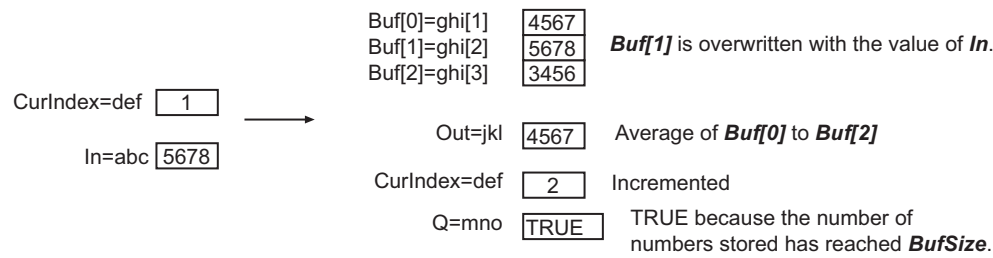 Buf[0]=ghi[1] 4567
Buf[1]=ghi[2] 5678 Buf[1] is overwritten with the value of In.
Buf[2]=ghi[3] 3456
CurIndex=def 1
In=abc 5678
Out=jkl 4567 Average of Buf[0] to Buf[2]
CurIndex=def 2 Incremented
Q=mno TRUE TRUE because the number of
numbers stored has reached BufSize.